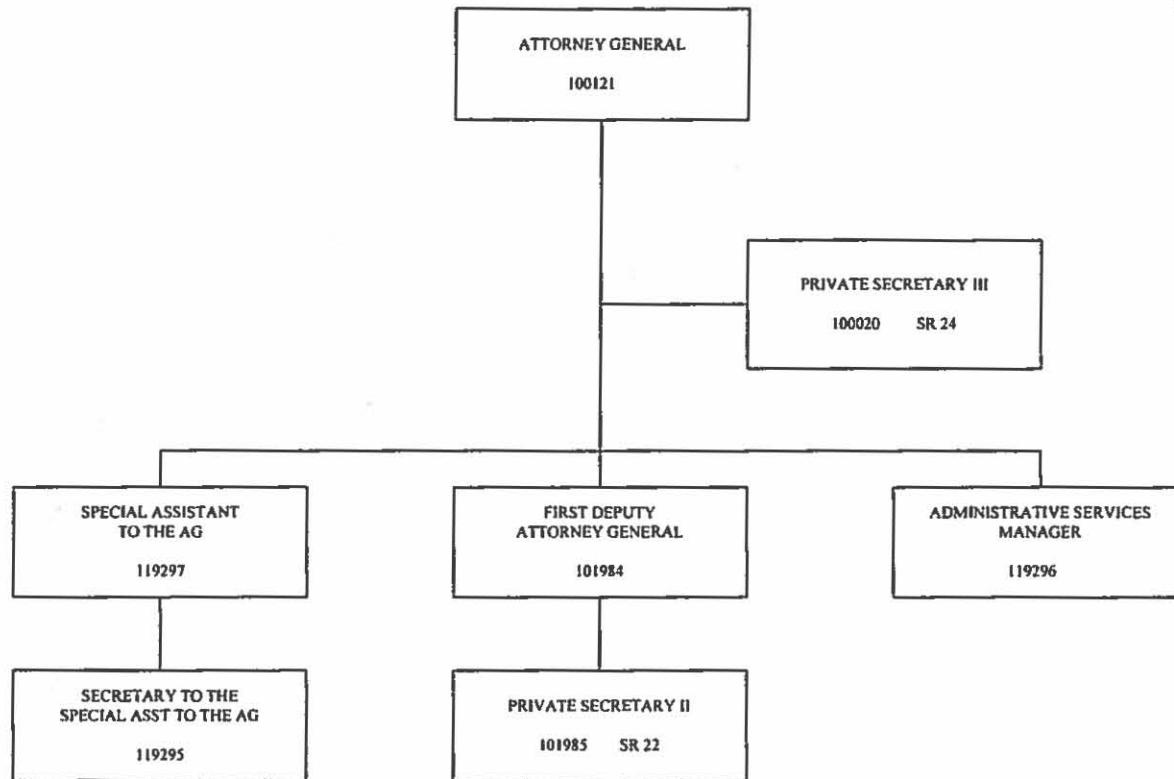 ATTORNEY GENERAL
100121
PRIVATE SECRETARY III
100020 SR 24
SPECIAL ASSISTANT
TO THE AG
119297
FIRST DEPUTY
ATTORNEY GENERAL
101984
ADMINISTRATIVE SERVICES
MANAGER
119296
SECRETARY TO THE
SPECIAL ASST TO THE AG
119295
PRIVATE SECRETARY II
101985 SR 22